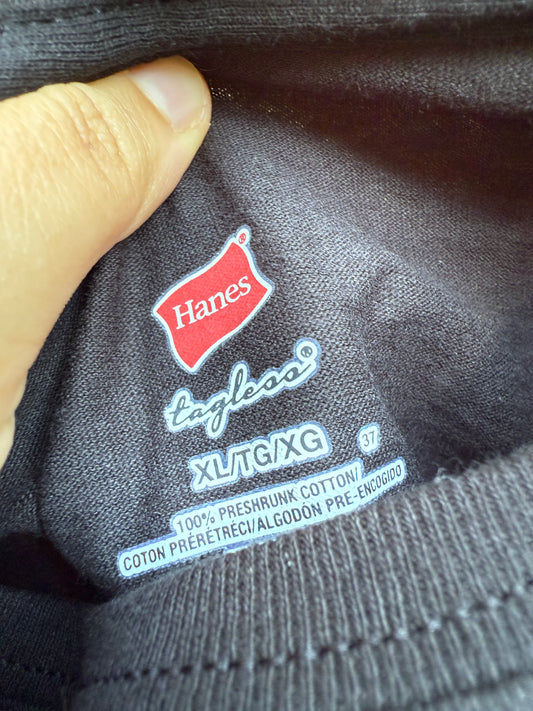 Hanes®
tagless®
XL/TG/XG 37
100% PRESHRUNK COTTON/
COTON PRÉRÉTRÉCI/ALGODÓN PRE-ENCOGIDO